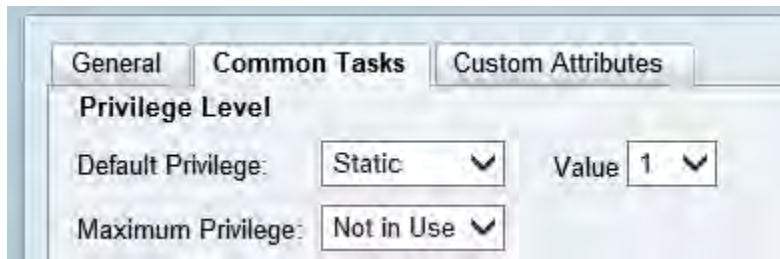 General Common Tasks Custom Attributes
Privilege Level
Default Privilege: Static Value 1
Maximum Privilege: Not in Use